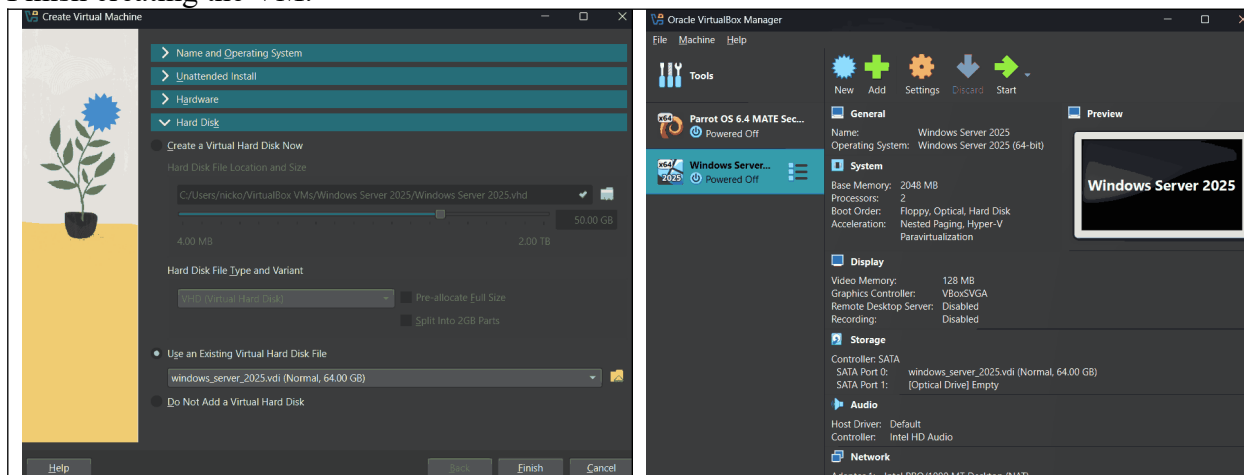 Create Virtual Machine
Name and Operating System
Unattended Install
Hardware
Hard Disk
Create a Virtual Hard Disk Now
Hard Disk File Location and Size
C:/Users/nicko/VirtualBox VMs/Windows Server 2025/Windows Server 2025.vhd
50.00 GB
4.00 MB 2.00 TB
Hard Disk File Type and Variant
VHD (Virtual Hard Disk) Pre-allocate Full Size
Split Into 2GB Parts
Use an Existing Virtual Hard Disk File
windows_server_2025.vdi (Normal, 64.00 GB)
Do Not Add a Virtual Hard Disk
Help Back Finish Cancel
Oracle VirtualBox Manager
File Machine Help
Tools
New Add Settings Discard Start
x64 Parrot OS 6.4 MATE Sec...
Powered Off
x64 2025 Windows Server...
Powered Off
General
Name: Windows Server 2025
Operating System: Windows Server 2025 (64-bit)
System
Base Memory: 2048 MB
Processors: 2
Boot Order: Floppy, Optical, Hard Disk
Acceleration: Nested Paging, Hyper-V
Paravirtualization
Preview
Windows Server 2025
Display
Video Memory: 128 MB
Graphics Controller: VBoxSVGA
Remote Desktop Server: Disabled
Recording: Disabled
Storage
Controller: SATA
SATA Port 0: windows_server_2025.vdi (Normal, 64.00 GB)
SATA Port 1: [Optical Drive] Empty
Audio
Host Driver: Default
Controller: Intel HD Audio
Network